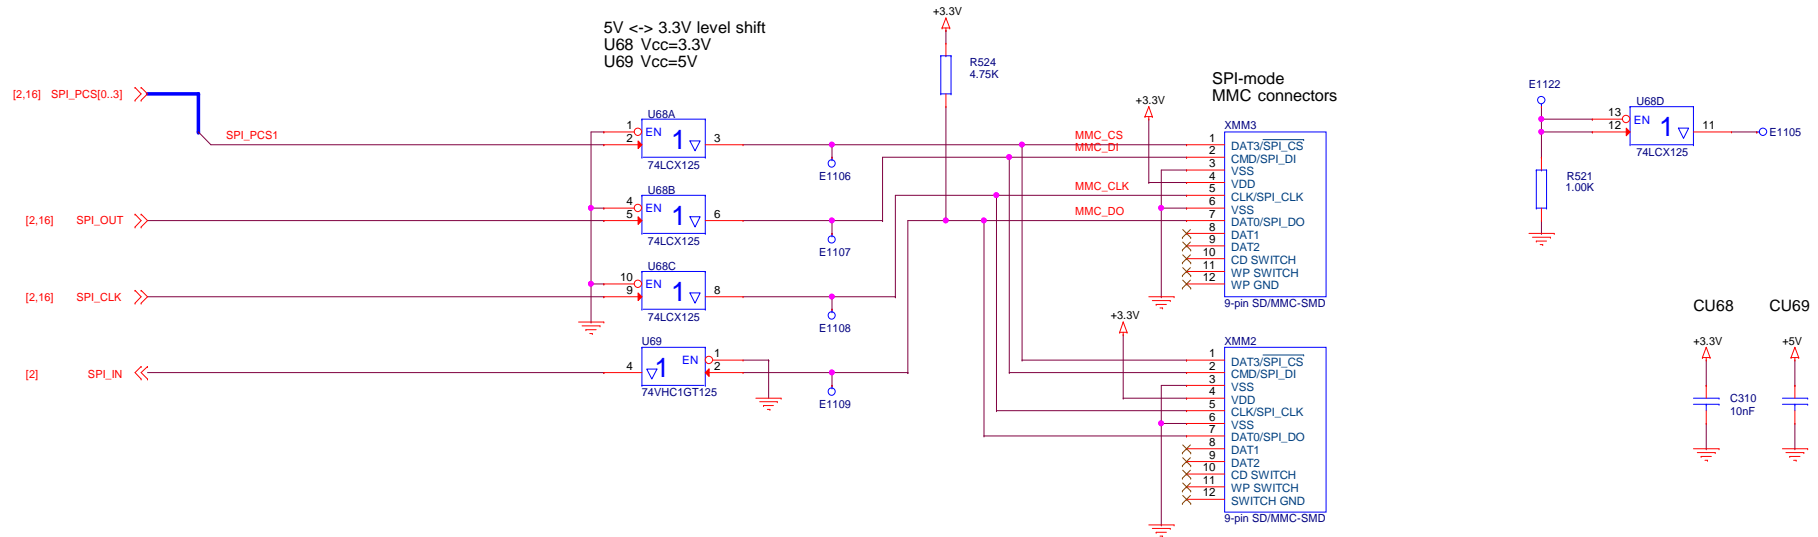 5V <-> 3.3V level shift
U68 Vcc=3.3V
U69 Vcc=5V
+3.3V
R524
4.75K
[2,16] SPI_PCS[0..3]
SPI_PCS1
U68A
1
2
EN
1
3
74LCX125
E1106
[2,16] SPI_OUT
U68B
4
5
EN
1
6
74LCX125
E1107
[2,16] SPI_CLK
U68C
10
9
EN
1
8
74LCX125
E1108
[2] SPI_IN
U69
4
1
EN
1
2
74VHC1GT125
E1109
MMC_CS
MMC_DI
MMC_CLK
MMC_DO
SPI-mode
MMC connectors
+3.3V
XMM3
1 DAT3/SPI_CS
2 CMD/SPI_DI
3 VSS
4 VDD
5 CLK/SPI_CLK
6 VSS
7 DAT0/SPI_DO
8 DAT1
9 DAT2
10 CD SWITCH
11 WP SWITCH
12 WP GND
9-pin SD/MMC-SMD
+3.3V
XMM2
1 DAT3/SPI_CS
2 CMD/SPI_DI
3 VSS
4 VDD
5 CLK/SPI_CLK
6 VSS
7 DAT0/SPI_DO
8 DAT1
9 DAT2
10 CD SWITCH
11 WP SWITCH
12 SWITCH GND
9-pin SD/MMC-SMD
E1122
U68D
13
12
EN
1
11
E1105
74LCX125
R521
1.00K
CU68
+3.3V
C310
10nF
CU69
+5V